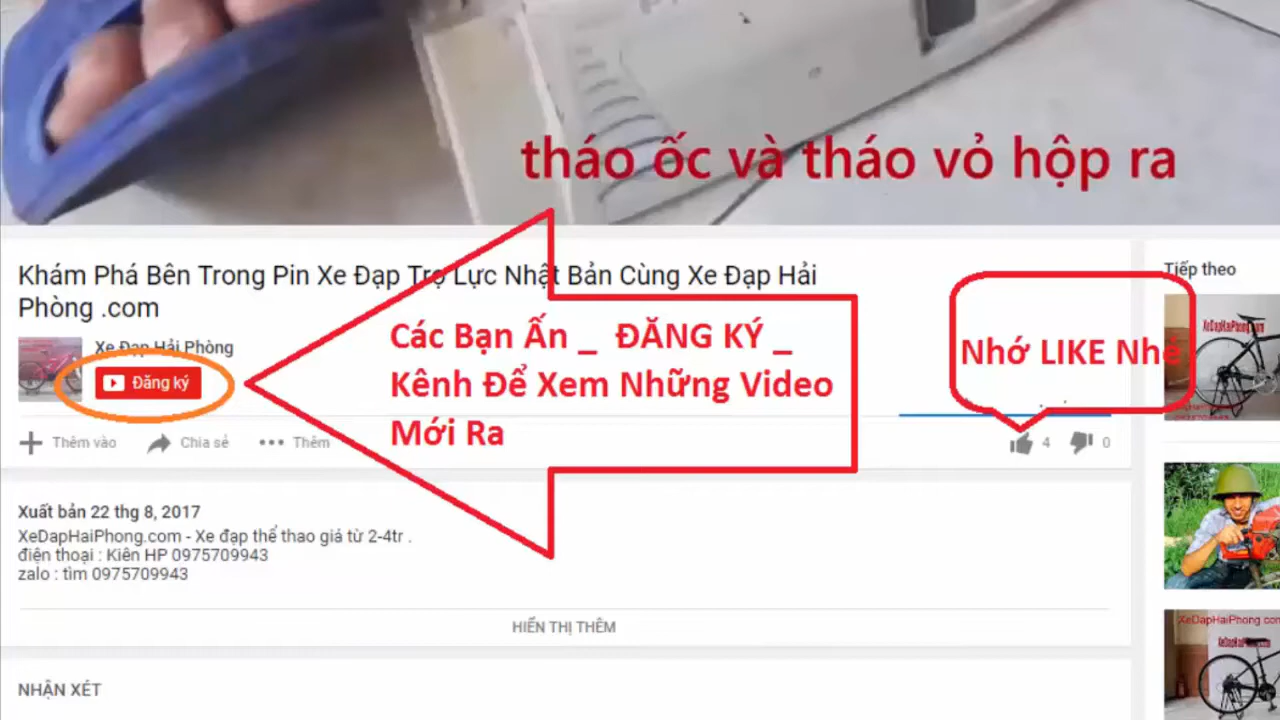 tháo ốc và tháo vỏ hộp ra
Khám Phá Bên Trong Pin Xe Đạp Trợ Lực Nhật Bản Cùng Xe Đạp Hải
Phòng .com
Xe Đạp Hải Phòng
Đăng ký
Các Bạn Ấn _ ĐĂNG KÝ _
Kênh Để Xem Những Video
Mới Ra
Nhớ LIKE Nhé
Thêm vào
Chia sẻ
Thêm
4
0
Xuất bản 22 thg 8, 2017
XeDapHaiPhong.com - Xe đạp thể thao giá từ 2-4tr .
điện thoại : Kiên HP 0975709943
zalo : tìm 0975709943
HIỂN THỊ THÊM
NHẬN XÉT
Tiếp theo
XeDapHaiPhong.com
XeDapHaiPhong.com